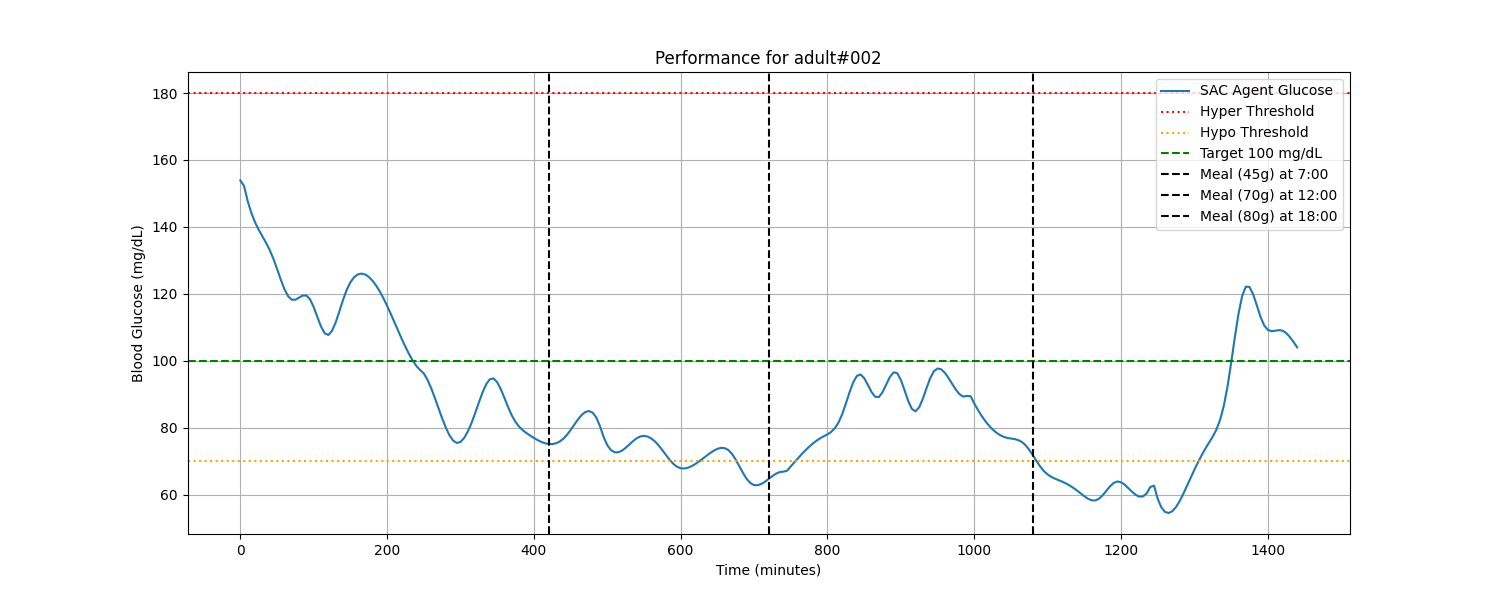 Performance for adult#002
SAC Agent Glucose
Hyper Threshold
Hypo Threshold
Target 100 mg/dL
Meal (45g) at 7:00
Meal (70g) at 12:00
Meal (80g) at 18:00
Blood Glucose (mg/dL)
180
160
140
120
100
80
60
0 200 400 600 800 1000 1200 1400
Time (minutes)